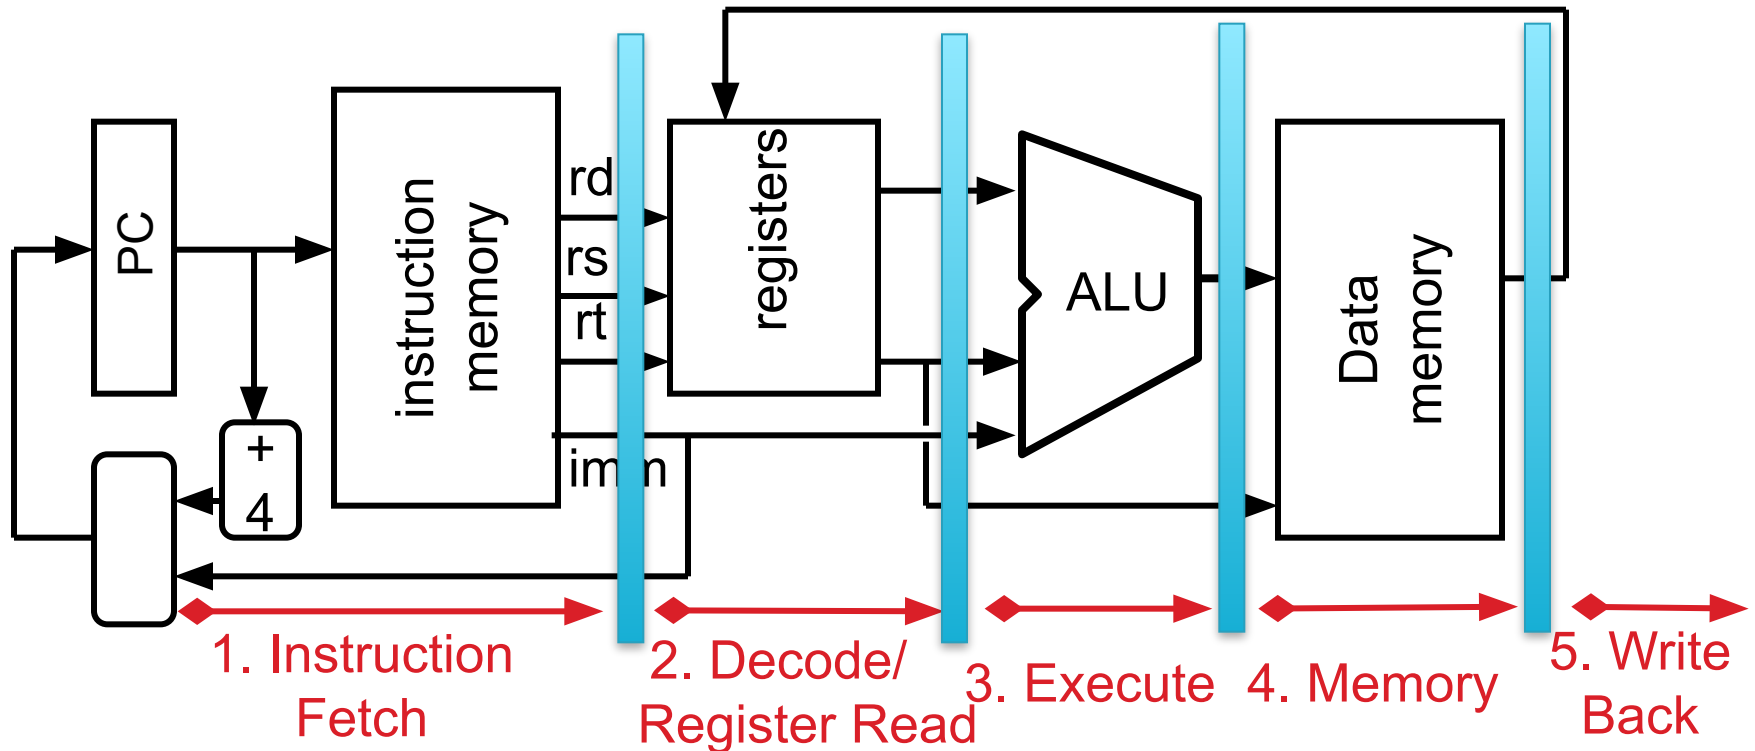 PC
+
4
instruction
memory
rd
rs
rt
imm
registers
ALU
Data
memory
1. Instruction
Fetch
2. Decode/
Register Read
3. Execute
4. Memory
5. Write
Back